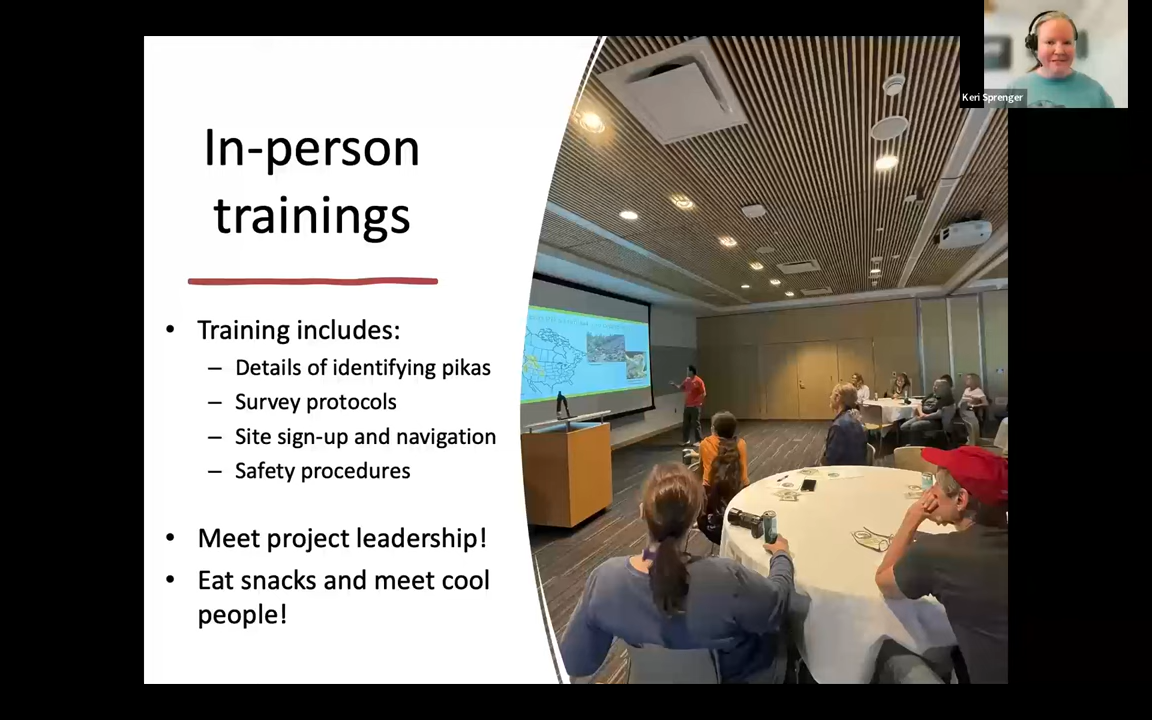 In-person
trainings
• Training includes:
– Details of identifying pikas
– Survey protocols
– Site sign-up and navigation
– Safety procedures
• Meet project leadership!
• Eat snacks and meet cool
people!
Keri Sprenger